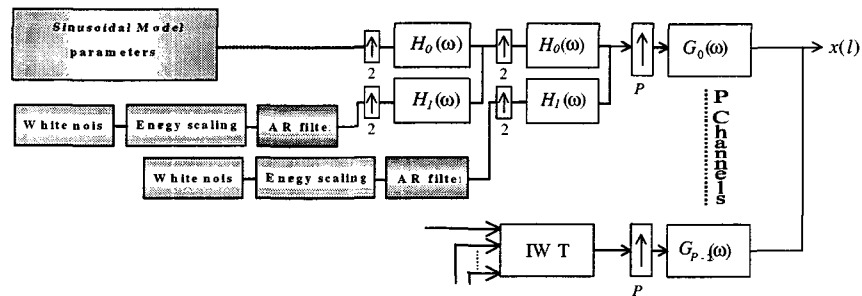 Sinusoidal Model
parameters
2
H₀(ω)
2
H₀(ω)
P
G₀(ω)
x(l)
White nois
Enegy scaling
AR filte
2
H₁(ω)
2
H₁(ω)
White nois
Enegy scaling
AR filte
P Channels
IWT
P
G_{P-1}(ω)